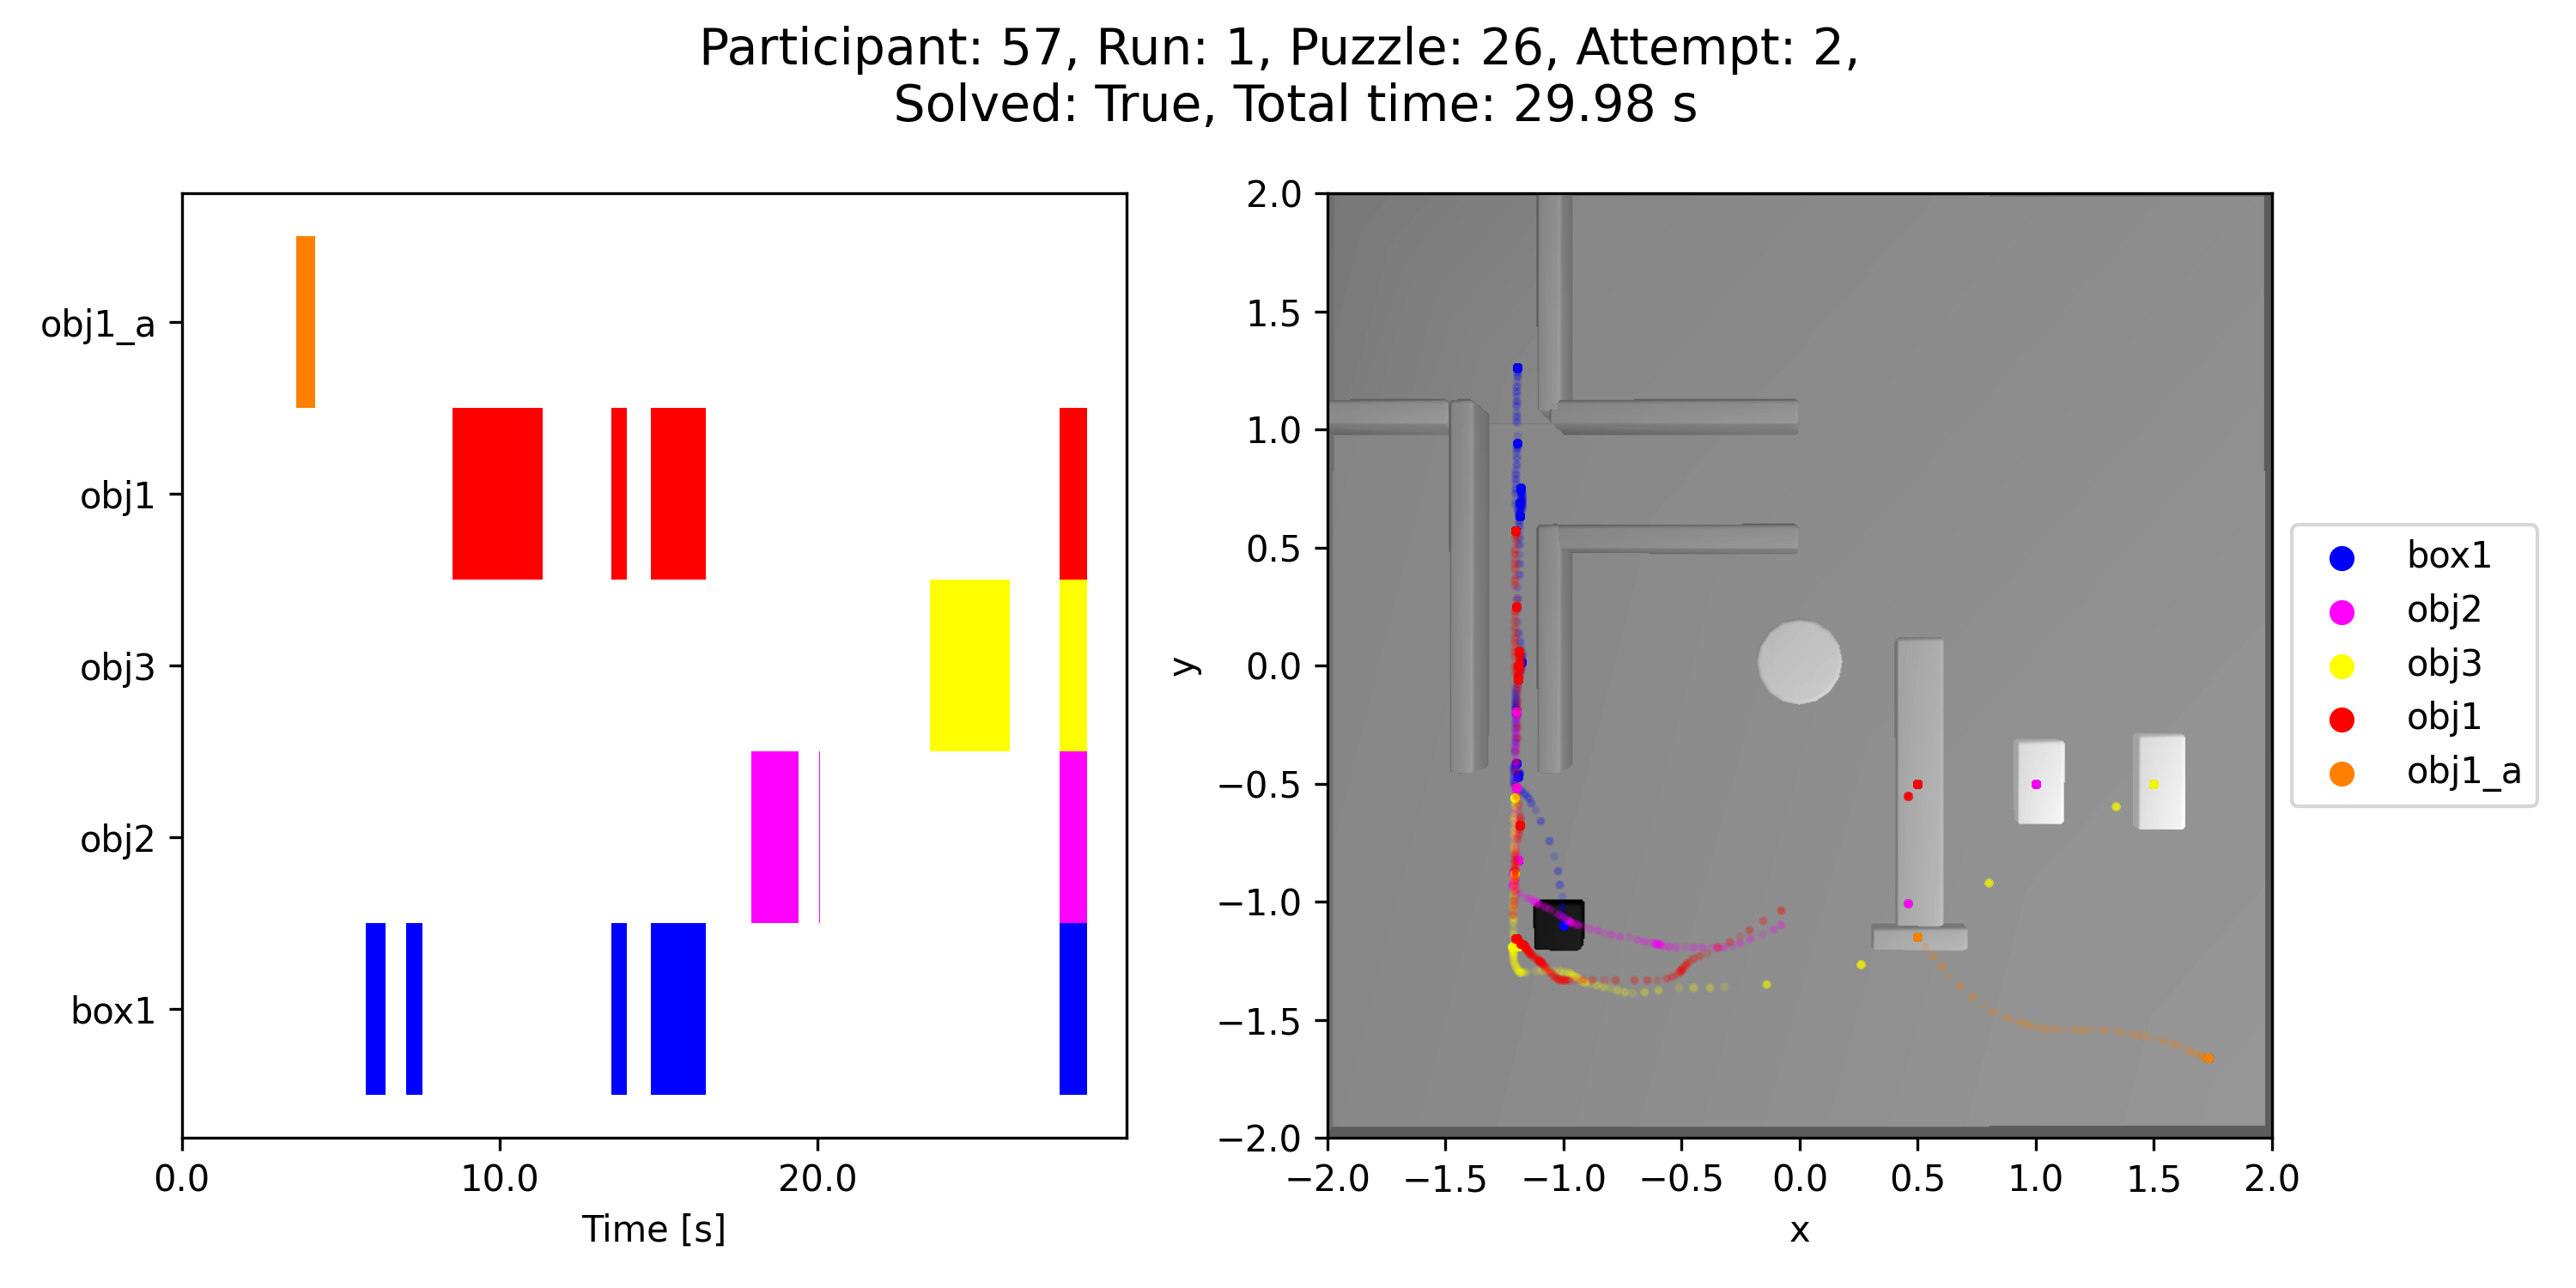 Participant: 57, Run: 1, Puzzle: 26, Attempt: 2,
Solved: True, Total time: 29.98 s
obj1_a
obj1
obj3
obj2
box1
0.0 10.0 20.0
Time [s]
2.0
1.5
1.0
0.5
0.0
−0.5
−1.0
−1.5
−2.0
y
−2.0 −1.5 −1.0 −0.5 0.0 0.5 1.0 1.5 2.0
x
box1
obj2
obj3
obj1
obj1_a